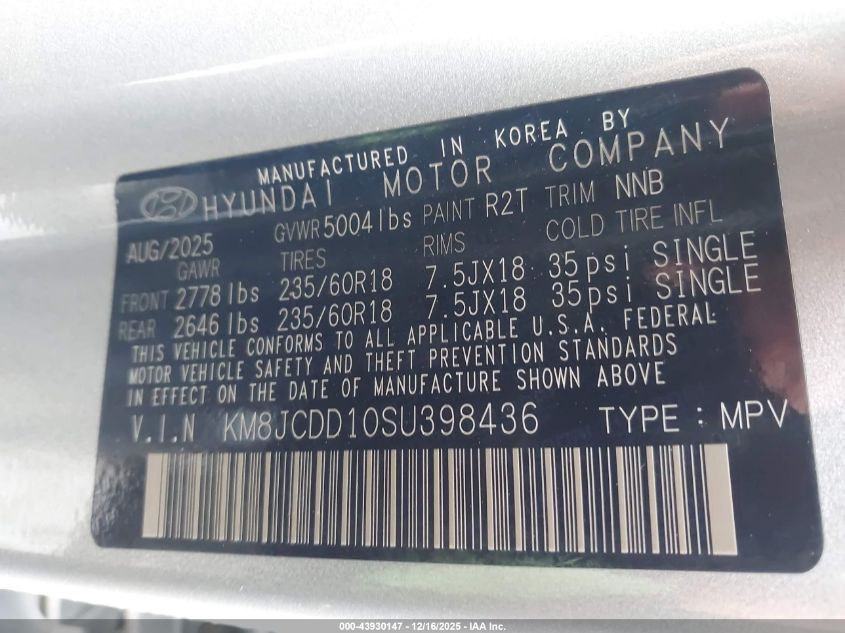 MANUFACTURED IN KOREA BY
HYUNDAI MOTOR COMPANY
AUG/2025 GVWR 5004 lbs PAINT R2T TRIM NNB
GAWR TIRES RIMS COLD TIRE INFL
FRONT 2778 lbs 235/60R18 7.5JX18 35psi SINGLE
REAR 2646 lbs 235/60R18 7.5JX18 35psi SINGLE
THIS VEHICLE CONFORMS TO ALL APPLICABLE U.S.A. FEDERAL
MOTOR VEHICLE SAFETY AND THEFT PREVENTION STANDARDS
IN EFFECT ON THE DATE OF MANUFACTURE SHOWN ABOVE
V.I.N KM8JCDD10SU398436 TYPE : MPV
000-43930147 - 12/16/2025 - IAA Inc.